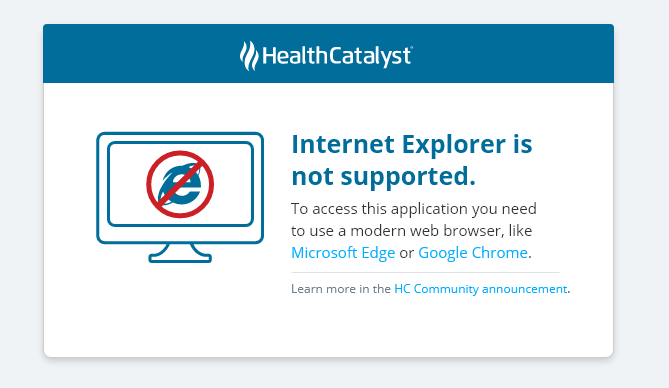 HealthCatalyst
Internet Explorer is
not supported.
To access this application you need
to use a modern web browser, like
Microsoft Edge or Google Chrome.
Learn more in the HC Community announcement.